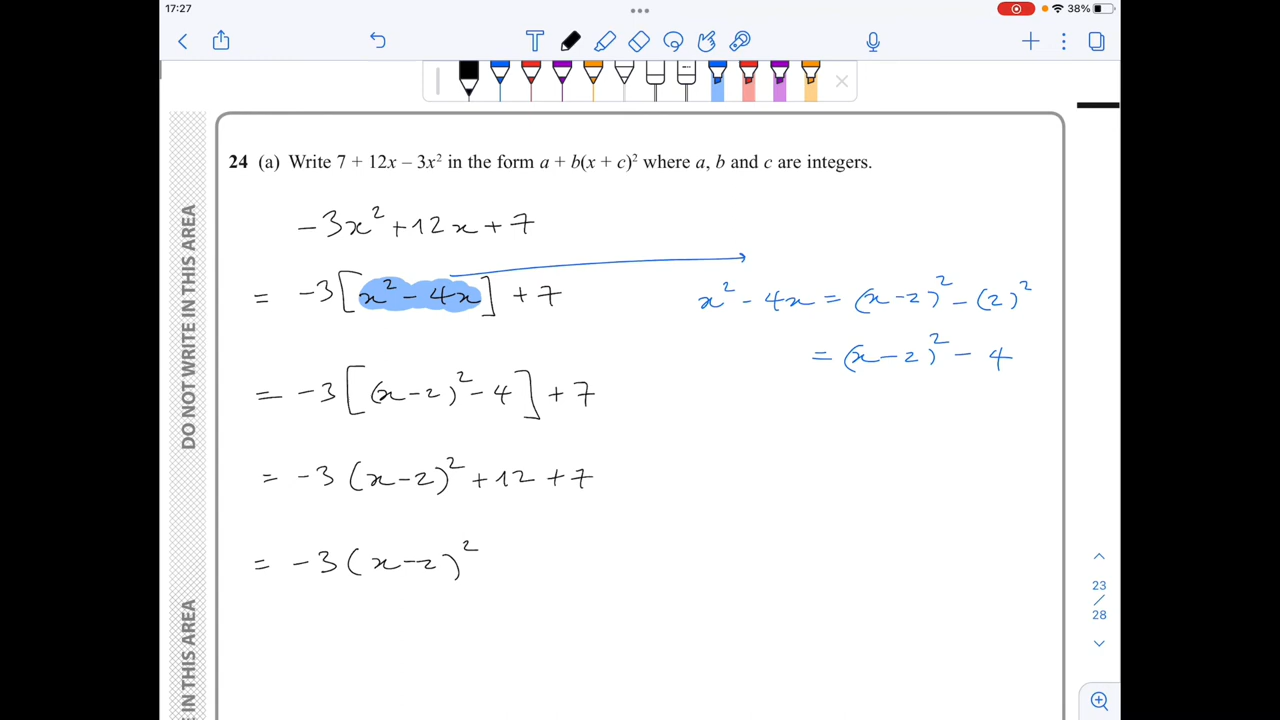 17:27
38%
24 (a) Write 7 + 12x – 3x² in the form a + b(x + c)² where a, b and c are integers.
-3x² + 12x + 7
= -3[x² - 4x] + 7
x² - 4x = (x-2)² - (2)²
= (x-2)² - 4
= -3[(x-2)² - 4] + 7
= -3(x-2)² + 12 + 7
= -3(x-2)²
DO NOT WRITE IN THIS AREA
E IN THIS AREA
23
/
28